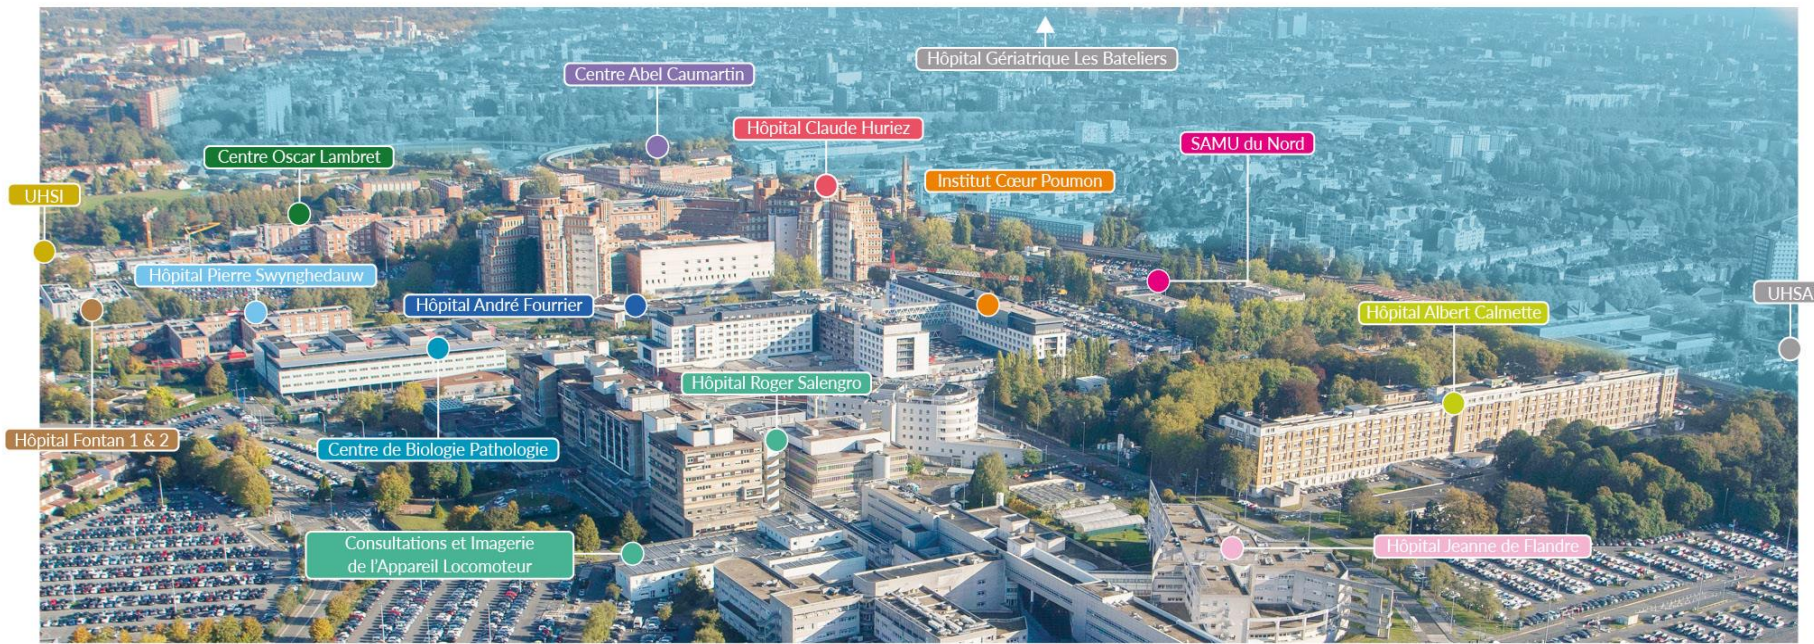 Hôpital Gériatrique Les Bateliers
Centre Abel Caumartin
Hôpital Claude Huriez
SAMU du Nord
Centre Oscar Lambret
Institut Cœur Poumon
UHSI
Hôpital Pierre Swynghedauw
Hôpital André Fourrier
UHSA
Hôpital Albert Calmette
Hôpital Roger Salengro
Hôpital Fontan 1 & 2
Centre de Biologie Pathologie
Consultations et Imagerie
de l'Appareil Locomoteur
Hôpital Jeanne de Flandre